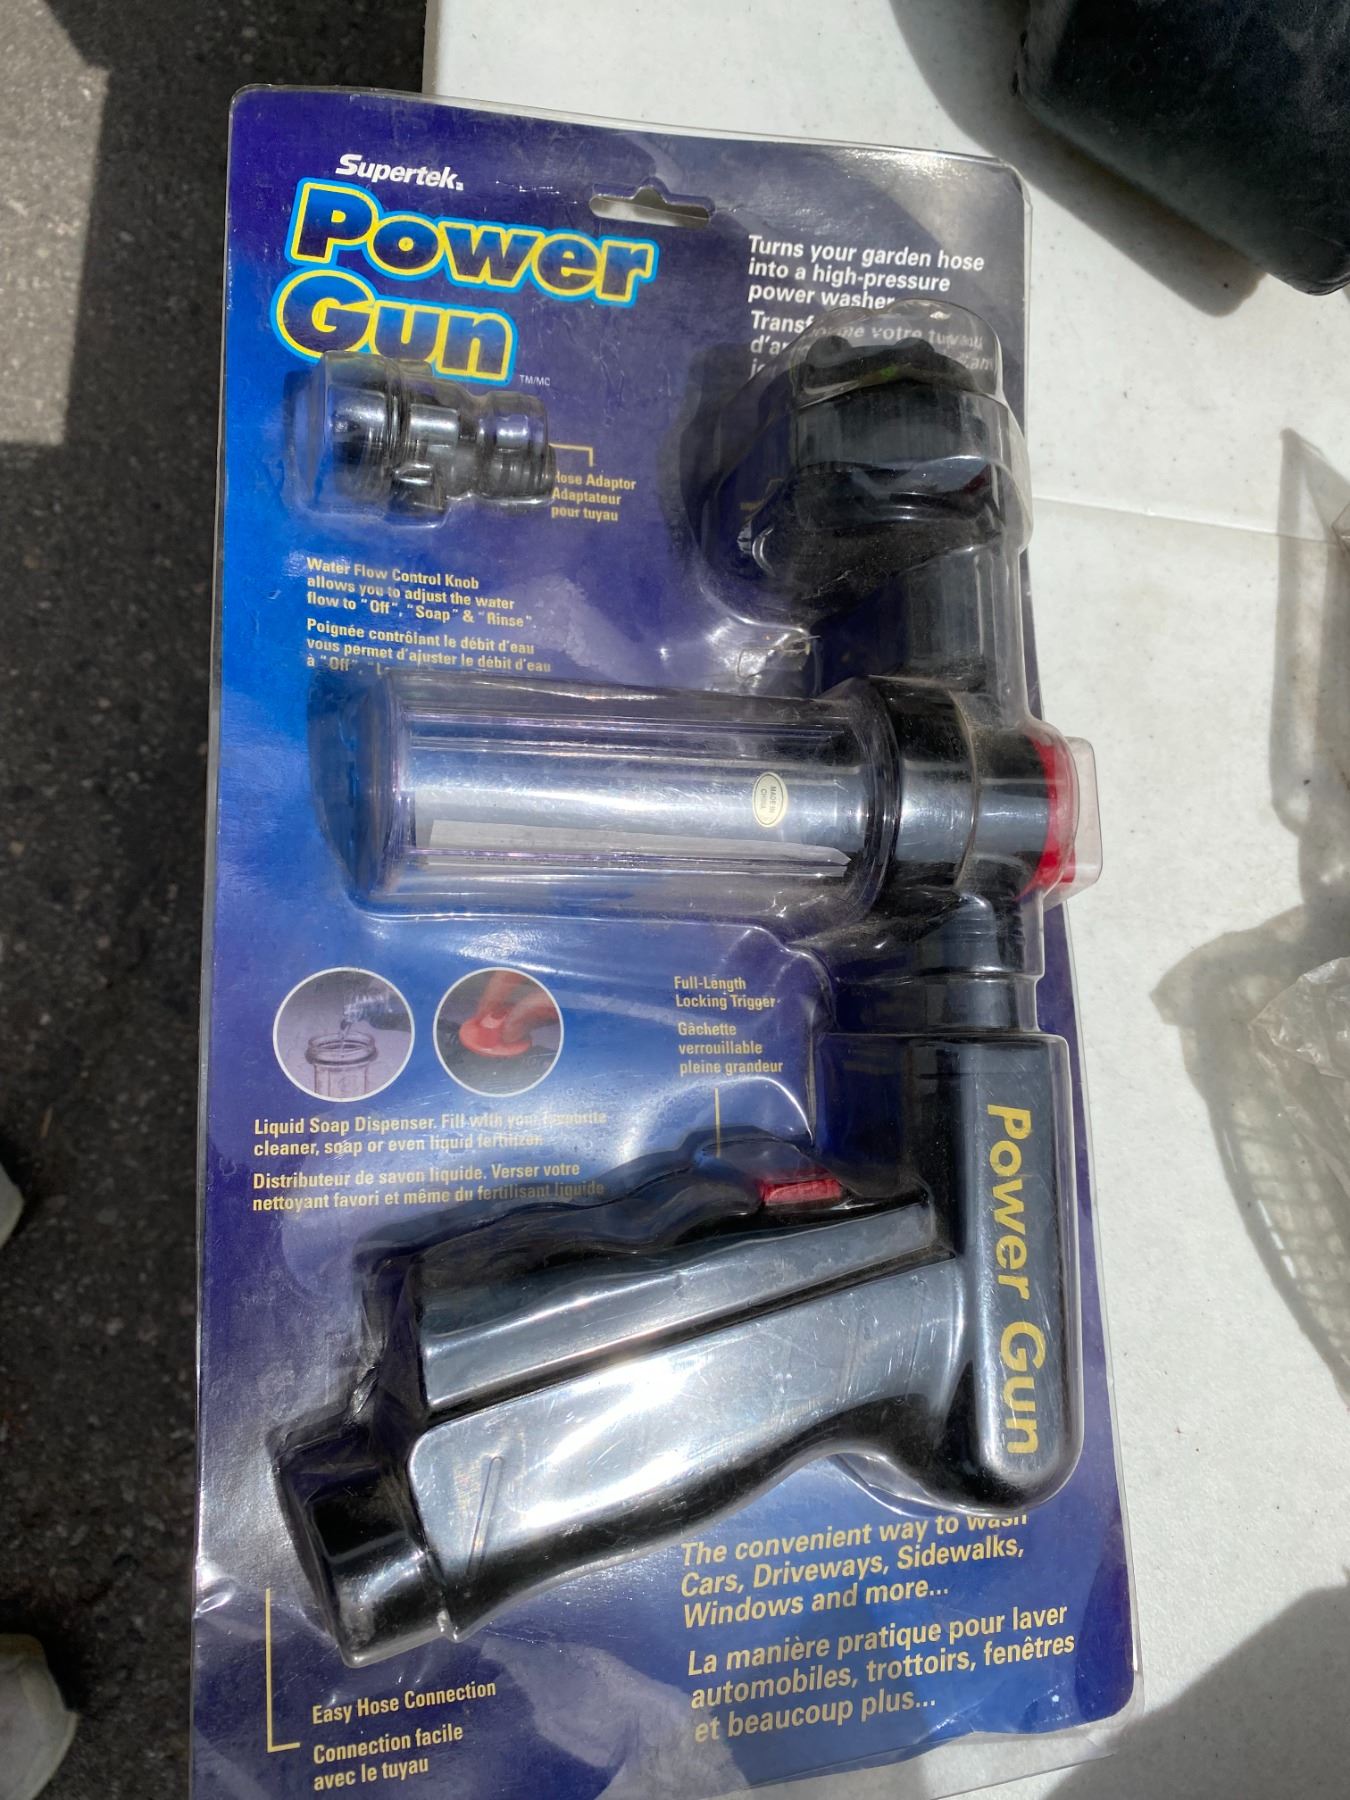 Supertek
Power
Gun
TM/MC
Turns your garden hose
into a high-pressure
power washer
votre
Hose Adaptor
Adaptateur
pour tuyau
Water Flow Control Knob
allows you to adjust the water
flow to "Off", "Soap" & "Rinse".
Poignée contrôlant le débit d'eau
vous permet d'ajuster le débit d'eau
à "Off"
MADE IN
CHINA
Full-Length
Locking Trigger
Gâchette
verrouillable
pleine grandeur
Liquid Soap Dispenser. Fill with your favourite
cleaner, soap or even liquid fertilizer.
Distributeur de savon liquide. Verser votre
nettoyant favori et même du fertilisant liquide
Power Gun
The convenient way to wash
Cars, Driveways, Sidewalks,
Windows and more...
La manière pratique pour laver
automobiles, trottoirs, fenêtres
et beaucoup plus...
Easy Hose Connection
Connection facile
avec le tuyau